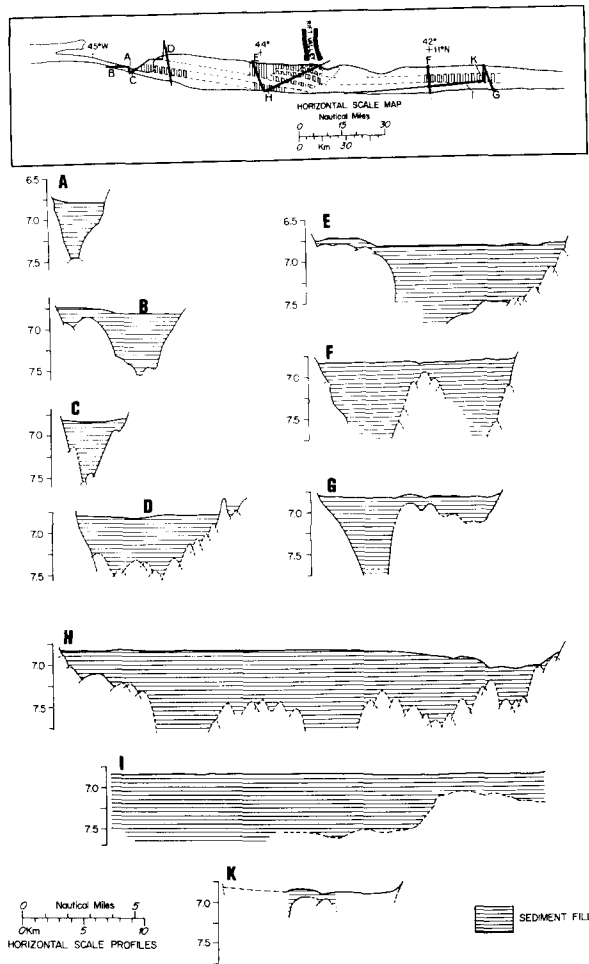 45°W
A
D
B
C
44°
E
H
42°
11°N
F
K
I
G
HORIZONTAL SCALE MAP
Nautical Miles
0 15 30
0 Km 30
A
6.5
7.0
7.5
B
7.0
7.5
C
7.0
7.5
D
7.0
7.5
E
6.5
7.0
7.5
F
7.0
7.5
G
7.0
7.5
H
7.0
7.5
I
7.0
7.5
K
7.0
7.5
0 Nautical Miles 5
0Km 5 10
HORIZONTAL SCALE PROFILES
SEDIMENT FILL